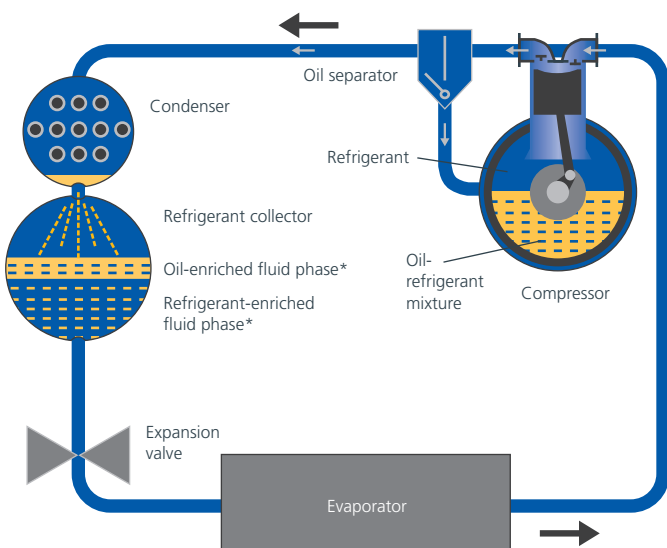 Oil separator
Condenser
Refrigerant
Refrigerant collector
Oil-enriched fluid phase*
Oil-
refrigerant
mixture
Compressor
Refrigerant-enriched
fluid phase*
Expansion
valve
Evaporator